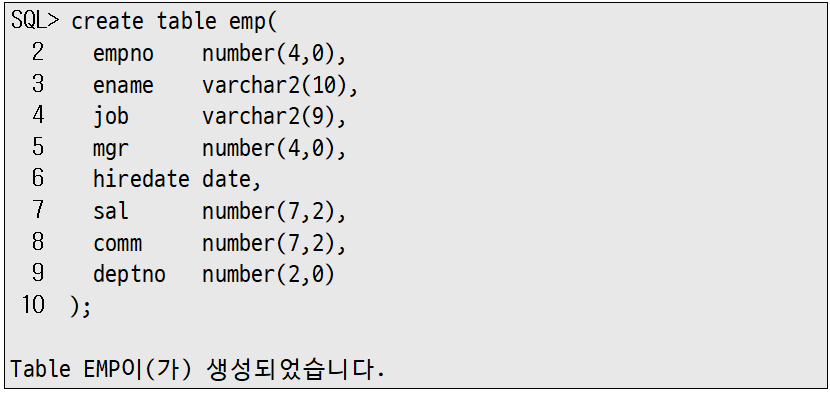 SQL> create table emp(
2 empno number(4,0),
3 ename varchar2(10),
4 job varchar2(9),
5 mgr number(4,0),
6 hiredate date,
7 sal number(7,2),
8 comm number(7,2),
9 deptno number(2,0)
10 );
Table EMP이(가) 생성되었습니다.